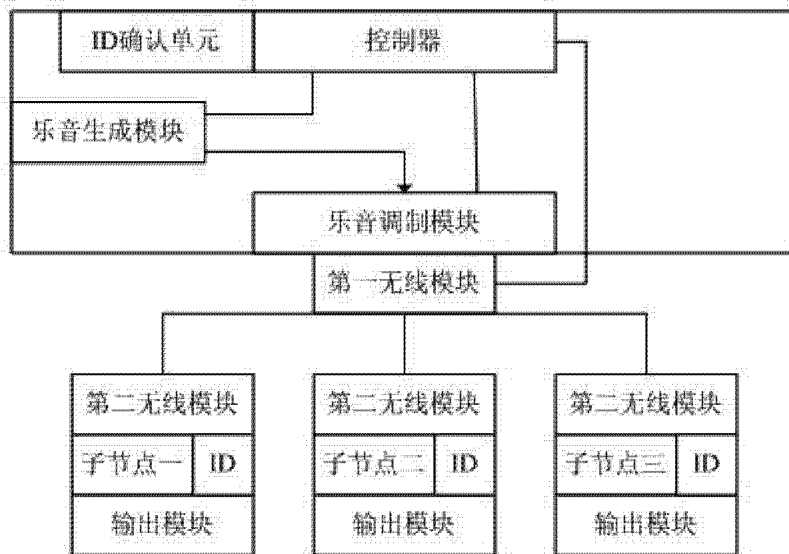 ID确认单元
控制器
乐音生成模块
乐音调制模块
第一无线模块
第二无线模块
第二无线模块
第二无线模块
子节点一
ID
子节点二
ID
子节点三
ID
输出模块
输出模块
输出模块